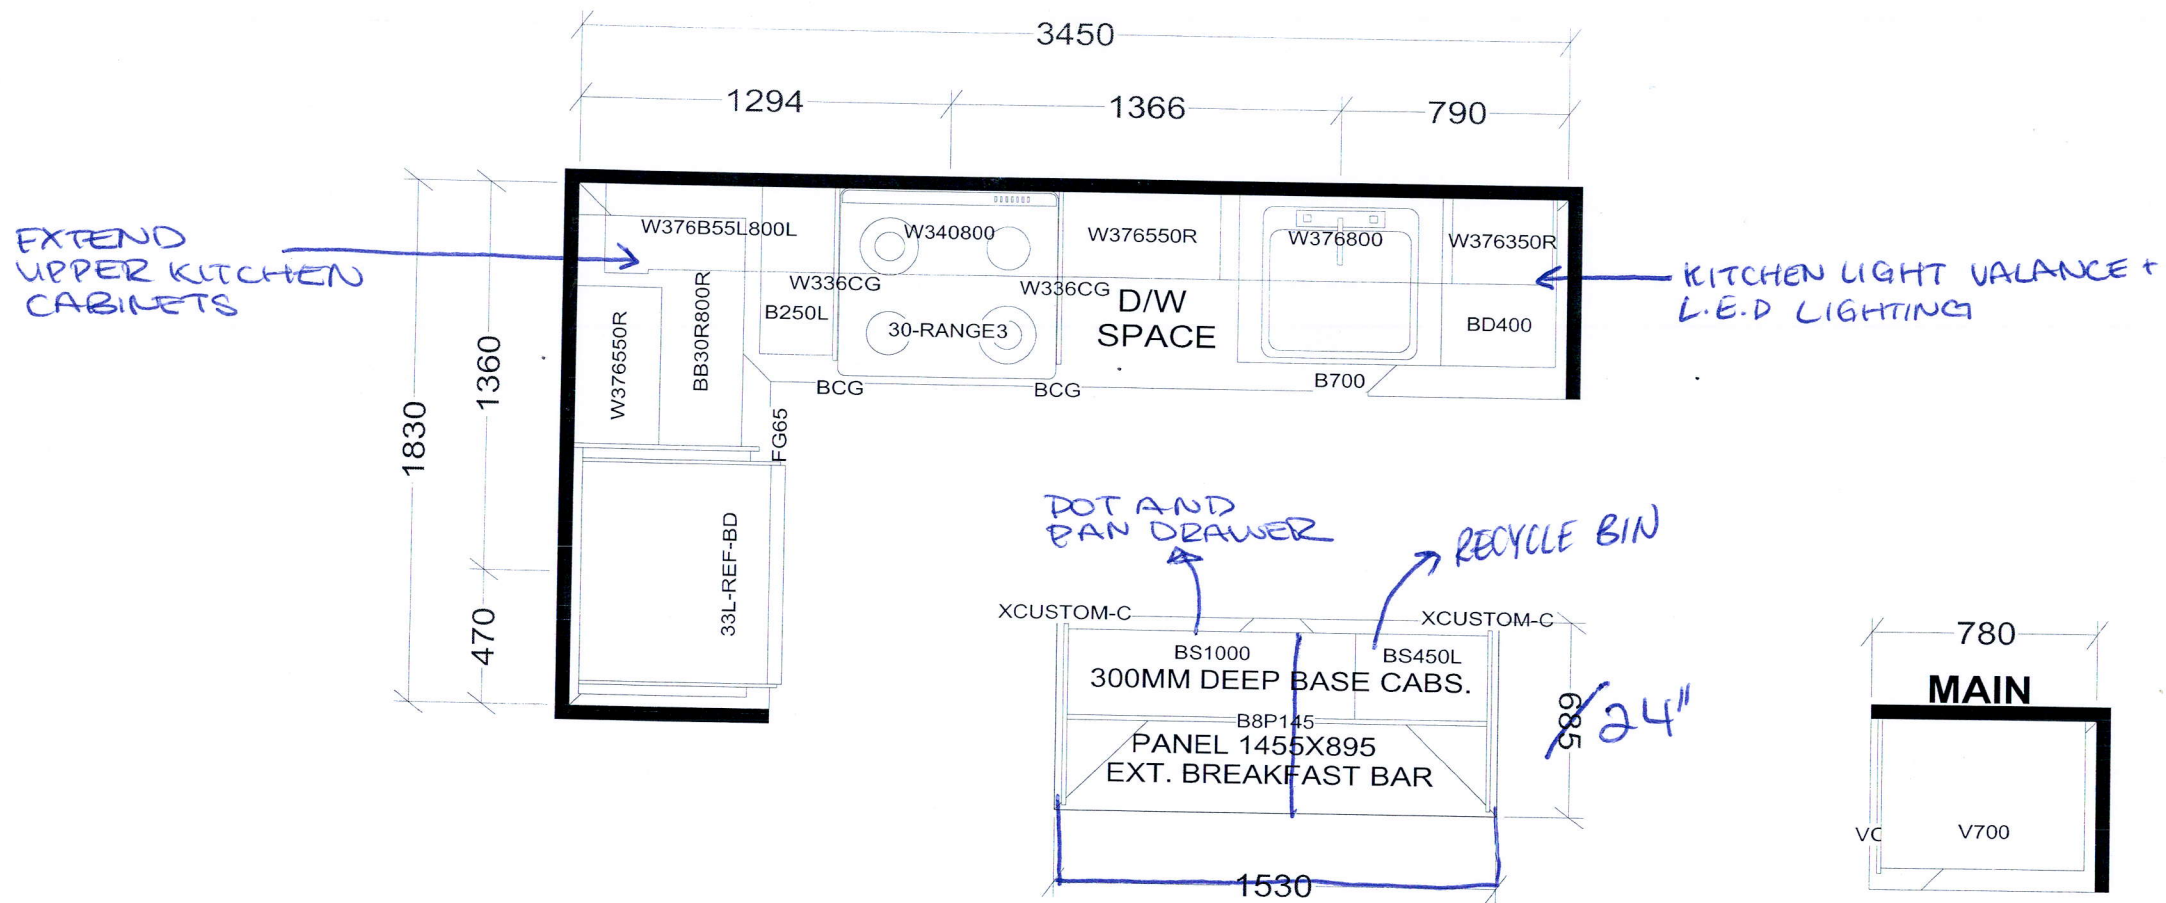 3450
1294
1366
790
EXTEND
UPPER KITCHEN
CABINETS
W376B55L800L
W340800
W376550R
W376800
W376350R
KITCHEN LIGHT VALANCE +
L.E.D LIGHTING
W336CG
W336CG
D/W
SPACE
B250L
30-RANGE3
BD400
W376550R
BB30R800R
BCG
BCG
B700
FG65
1830
1360
470
33L-REF-BD
POT AND
PAN DRAWER
RECYCLE BIN
XCUSTOM-C
XCUSTOM-C
BS1000
BS450L
300MM DEEP BASE CABS.
B8P145
PANEL 1455X895
EXT. BREAKFAST BAR
685
24"
1530
780
MAIN
VC
V700